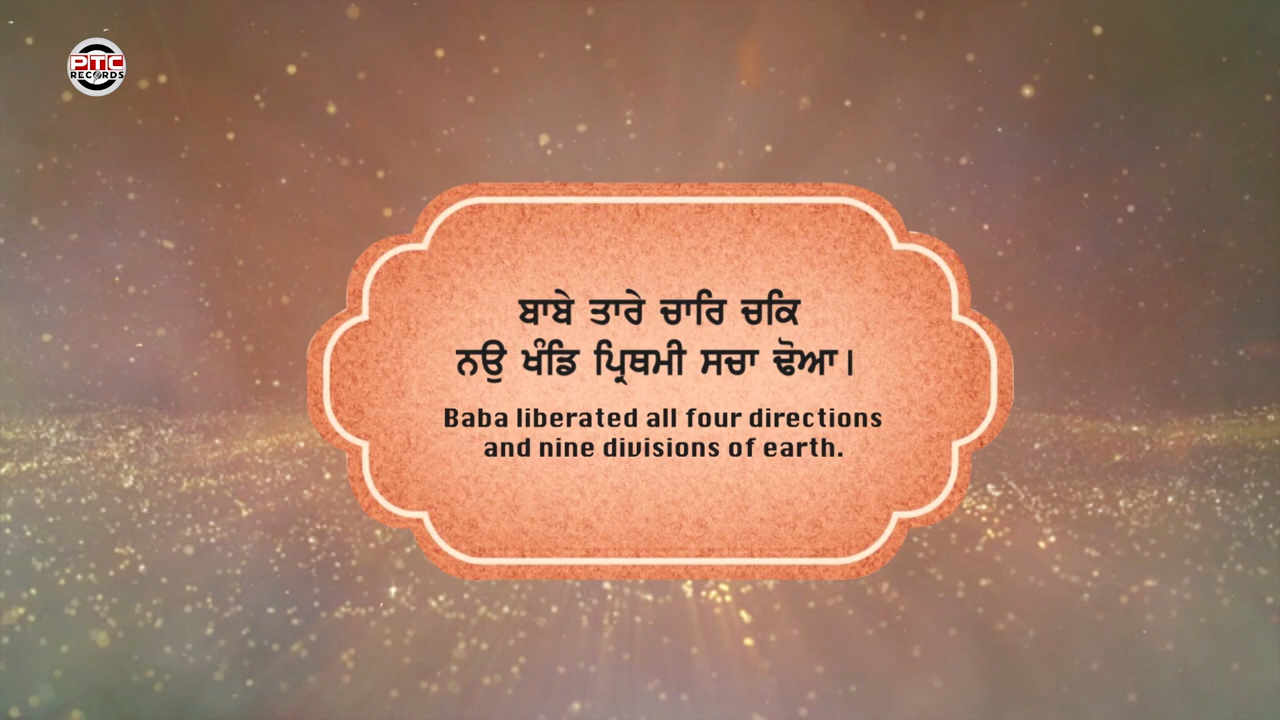 PTC
RECORDS
ਬਾਬੇ ਤਾਰੇ ਚਾਰਿ ਚਕਿ
ਨਉ ਖੰਡਿ ਪ੍ਰਿਥਮੀ ਸਚਾ ਢੋਆ।
Baba liberated all four directions
and nine divisions of earth.